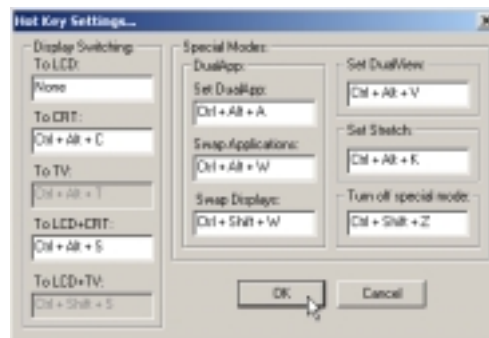 Hot Key Settings...
Display Switching:
To LCD:
None
To CRT:
Ctrl + Alt + C
To TV:
Ctrl + Alt + T
To LCD+CRT:
Ctrl + Alt + S
To LCD+TV:
Ctrl + Shift + S
Special Modes:
DualApp:
Set DualApp:
Ctrl + Alt + A
Swap Applications:
Ctrl + Alt + W
Swap Displays:
Ctrl + Shift + W
Set DualView:
Ctrl + Alt + V
Set Stretch:
Ctrl + Alt + K
Turn off special mode:
Ctrl + Shift + Z
OK
Cancel